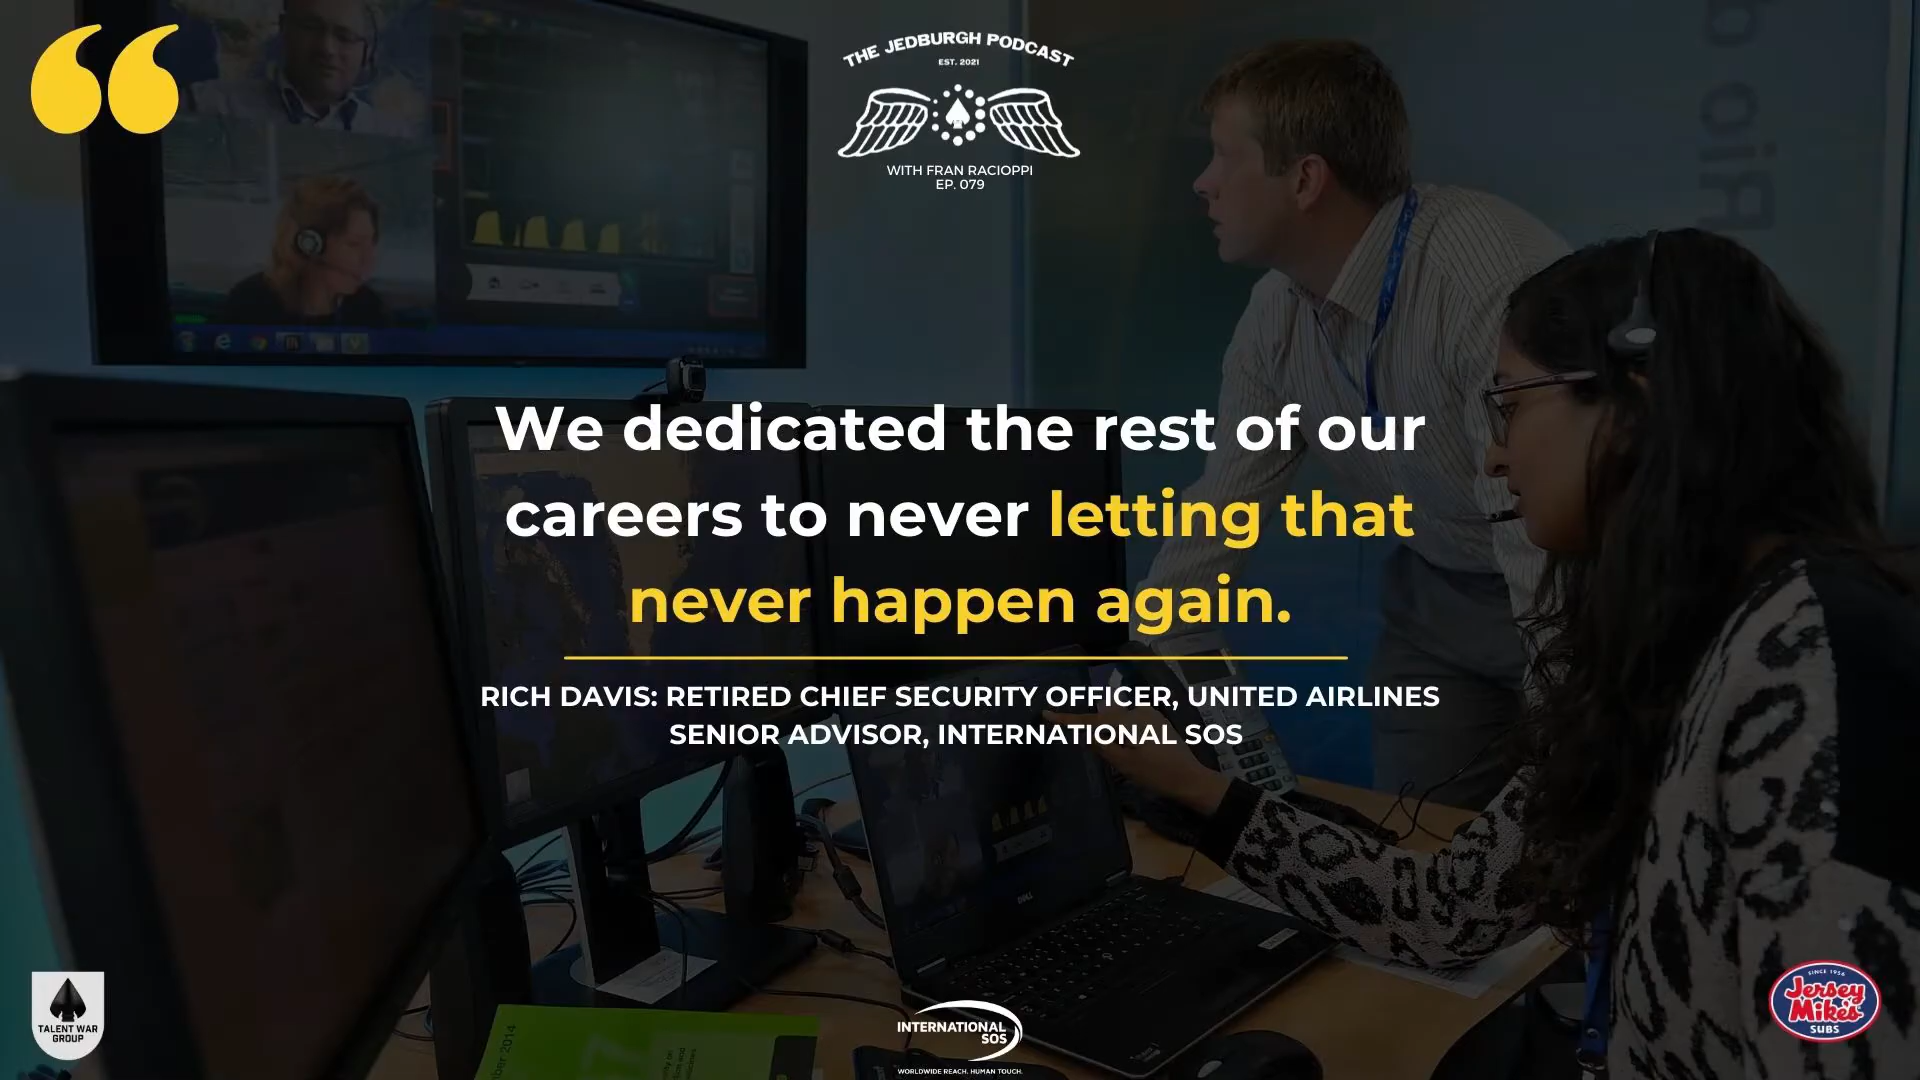 THE JEDBURGH PODCAST
EST. 2021
WITH FRAN RACIOPPI
EP. 079
We dedicated the rest of our
careers to never letting that
never happen again.
RICH DAVIS: RETIRED CHIEF SECURITY OFFICER, UNITED AIRLINES
SENIOR ADVISOR, INTERNATIONAL SOS
DELL
TALENT WAR
GROUP
INTERNATIONAL
SOS
WORLDWIDE REACH. HUMAN TOUCH.
SINCE 1956
Jersey
Mike's
SUBS